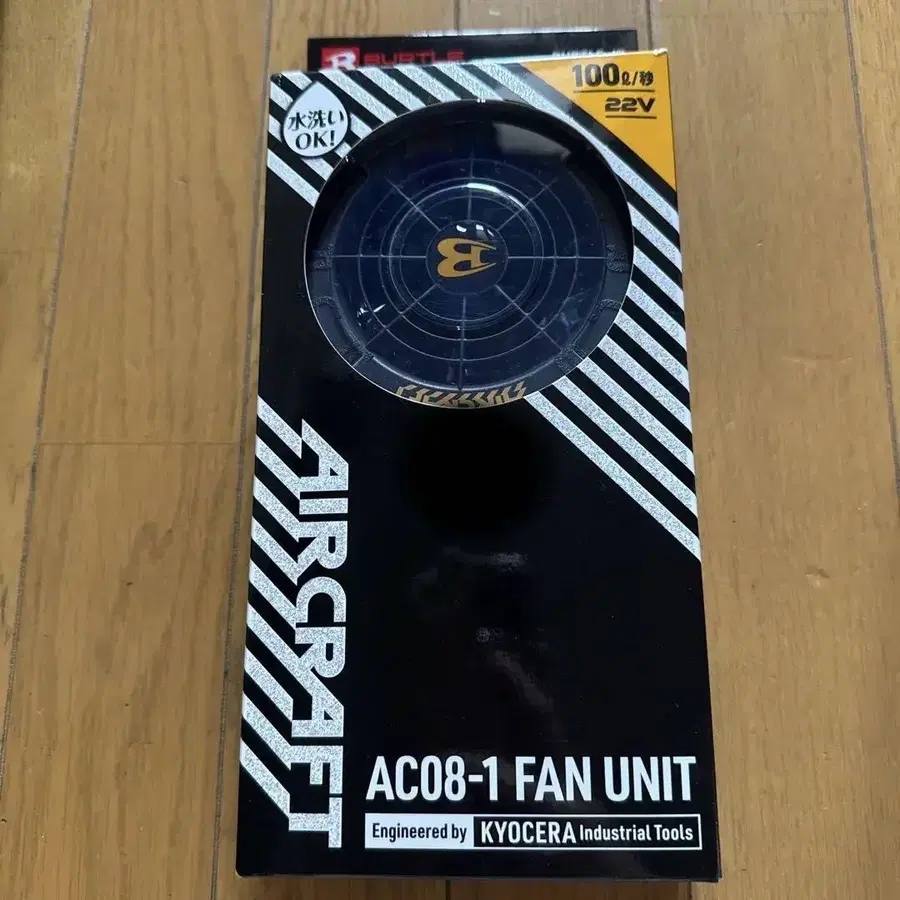 BURTLE
100ℓ/秒
22V
水洗い
OK!
AIRCRAFT
AC08-1 FAN UNIT
Engineered by KYOCERA Industrial Tools